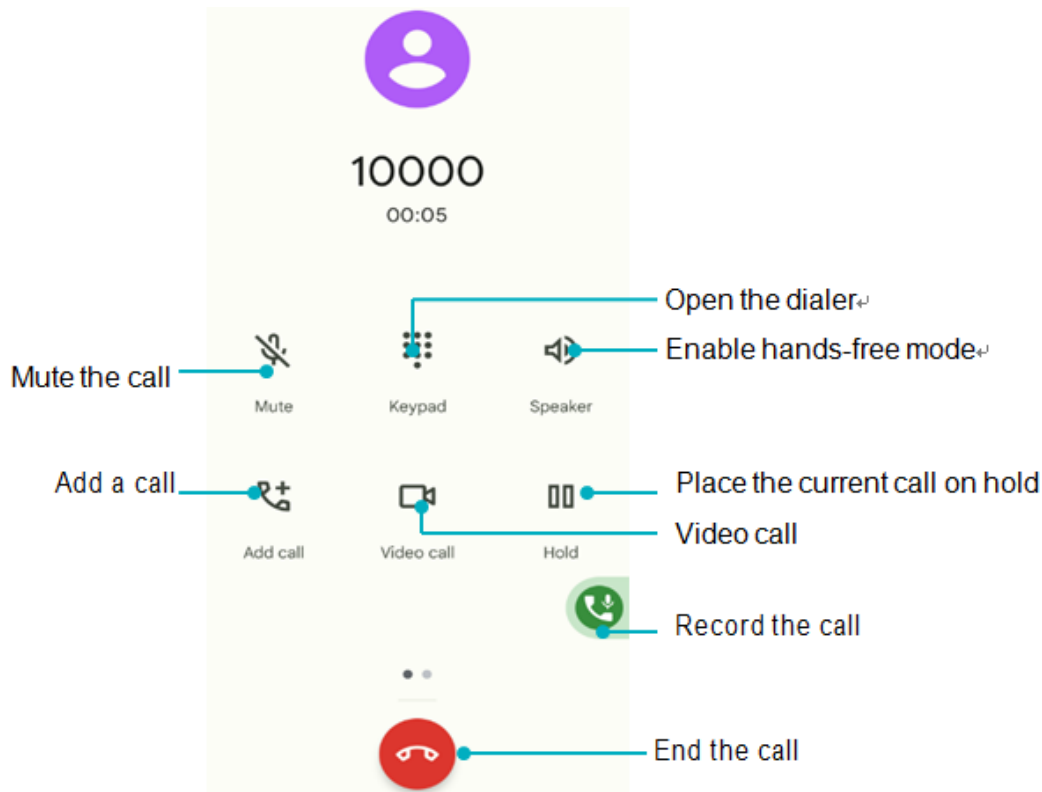 10000
00:05
Open the dialer
Enable hands-free mode
Mute the call
Mute
Keypad
Speaker
Add a call
Place the current call on hold
Video call
Add call
Video call
Hold
Record the call
End the call